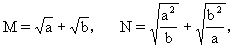 M = √a + √b,  N = √(a²/b) + √(b²/a),